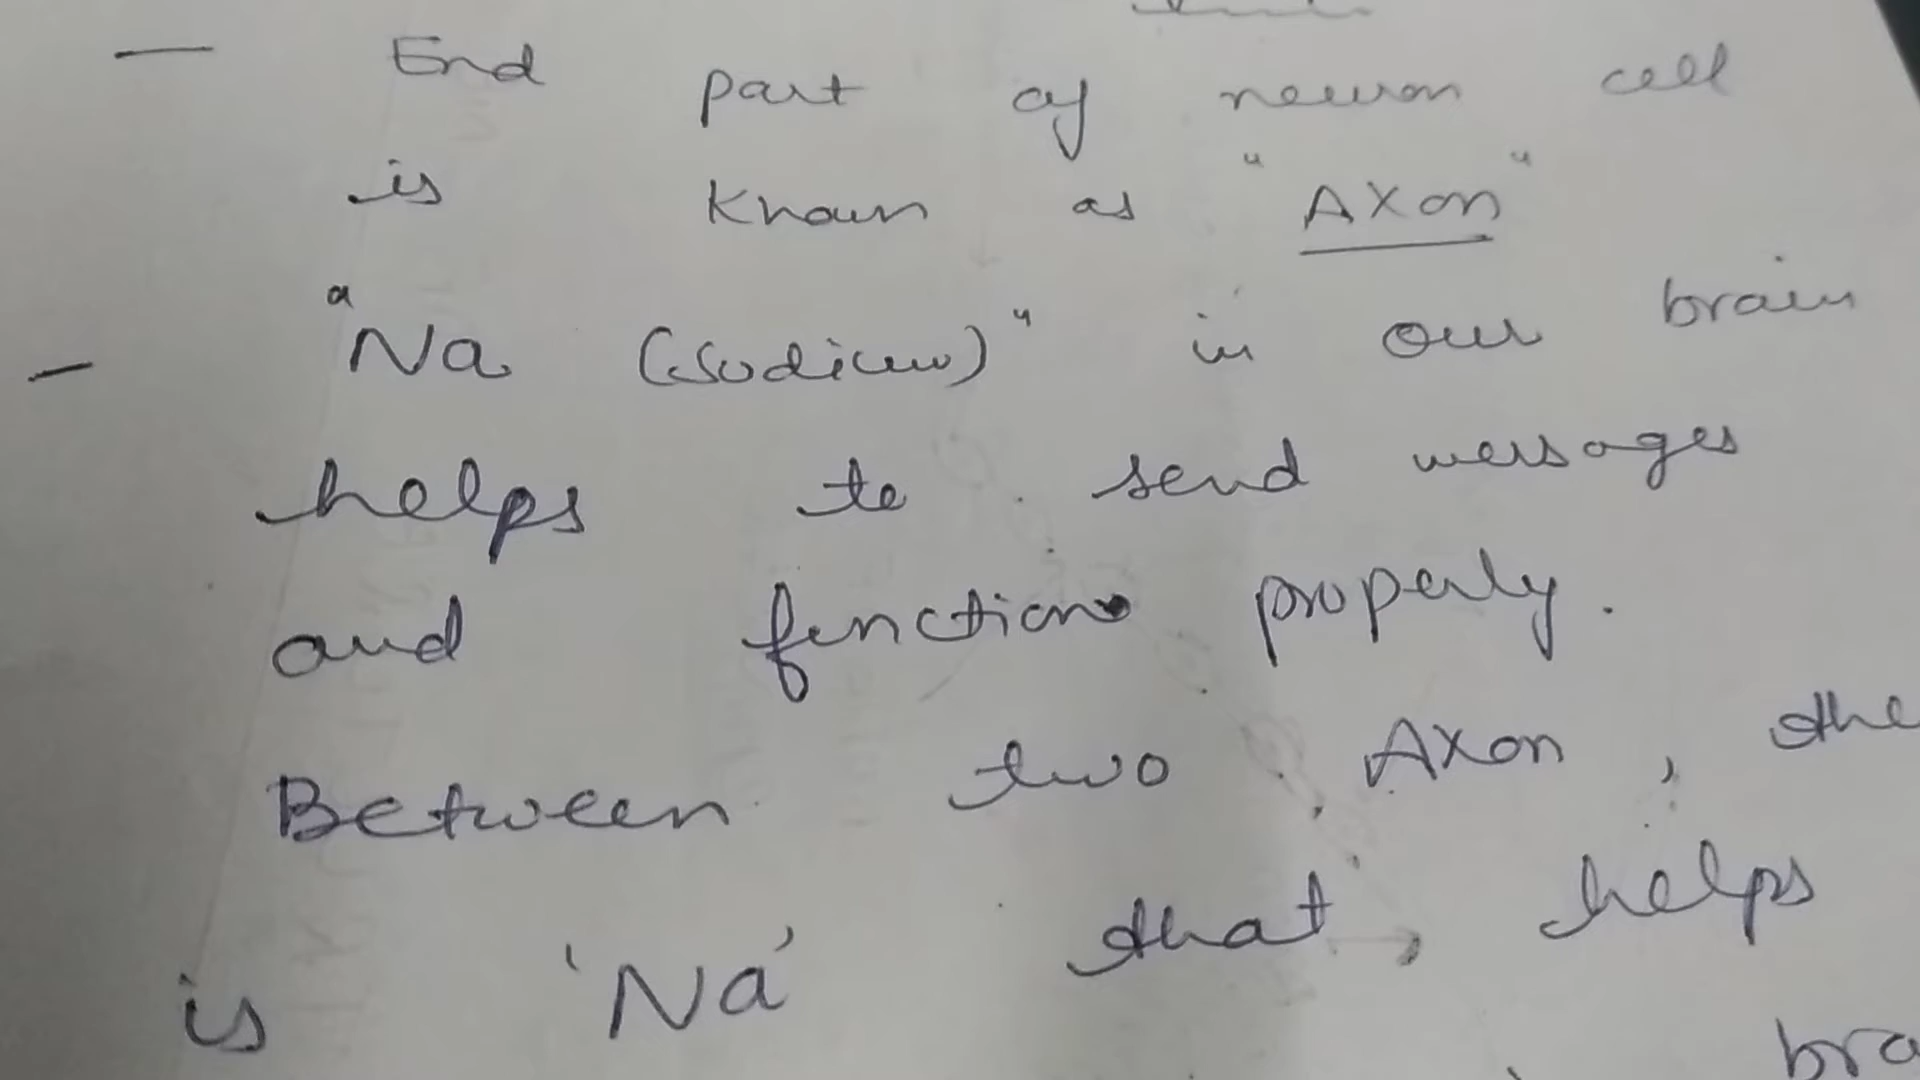 — End part of neuron cell
is known as "AXon"
- "Na (Sodium)" in our brain
helps to send messages
and function properly.
Between two Axon, the
is 'Na' that, helps